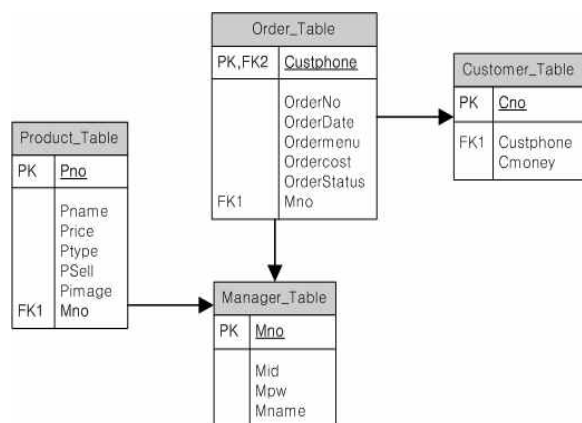 Order_Table
PK,FK2 Custphone
OrderNo
OrderDate
Ordermenu
Ordercost
OrderStatus
FK1 Mno
Customer_Table
PK Cno
FK1 Custphone
Cmoney
Product_Table
PK Pno
Pname
Price
Ptype
PSell
Pimage
FK1 Mno
Manager_Table
PK Mno
Mid
Mpw
Mname